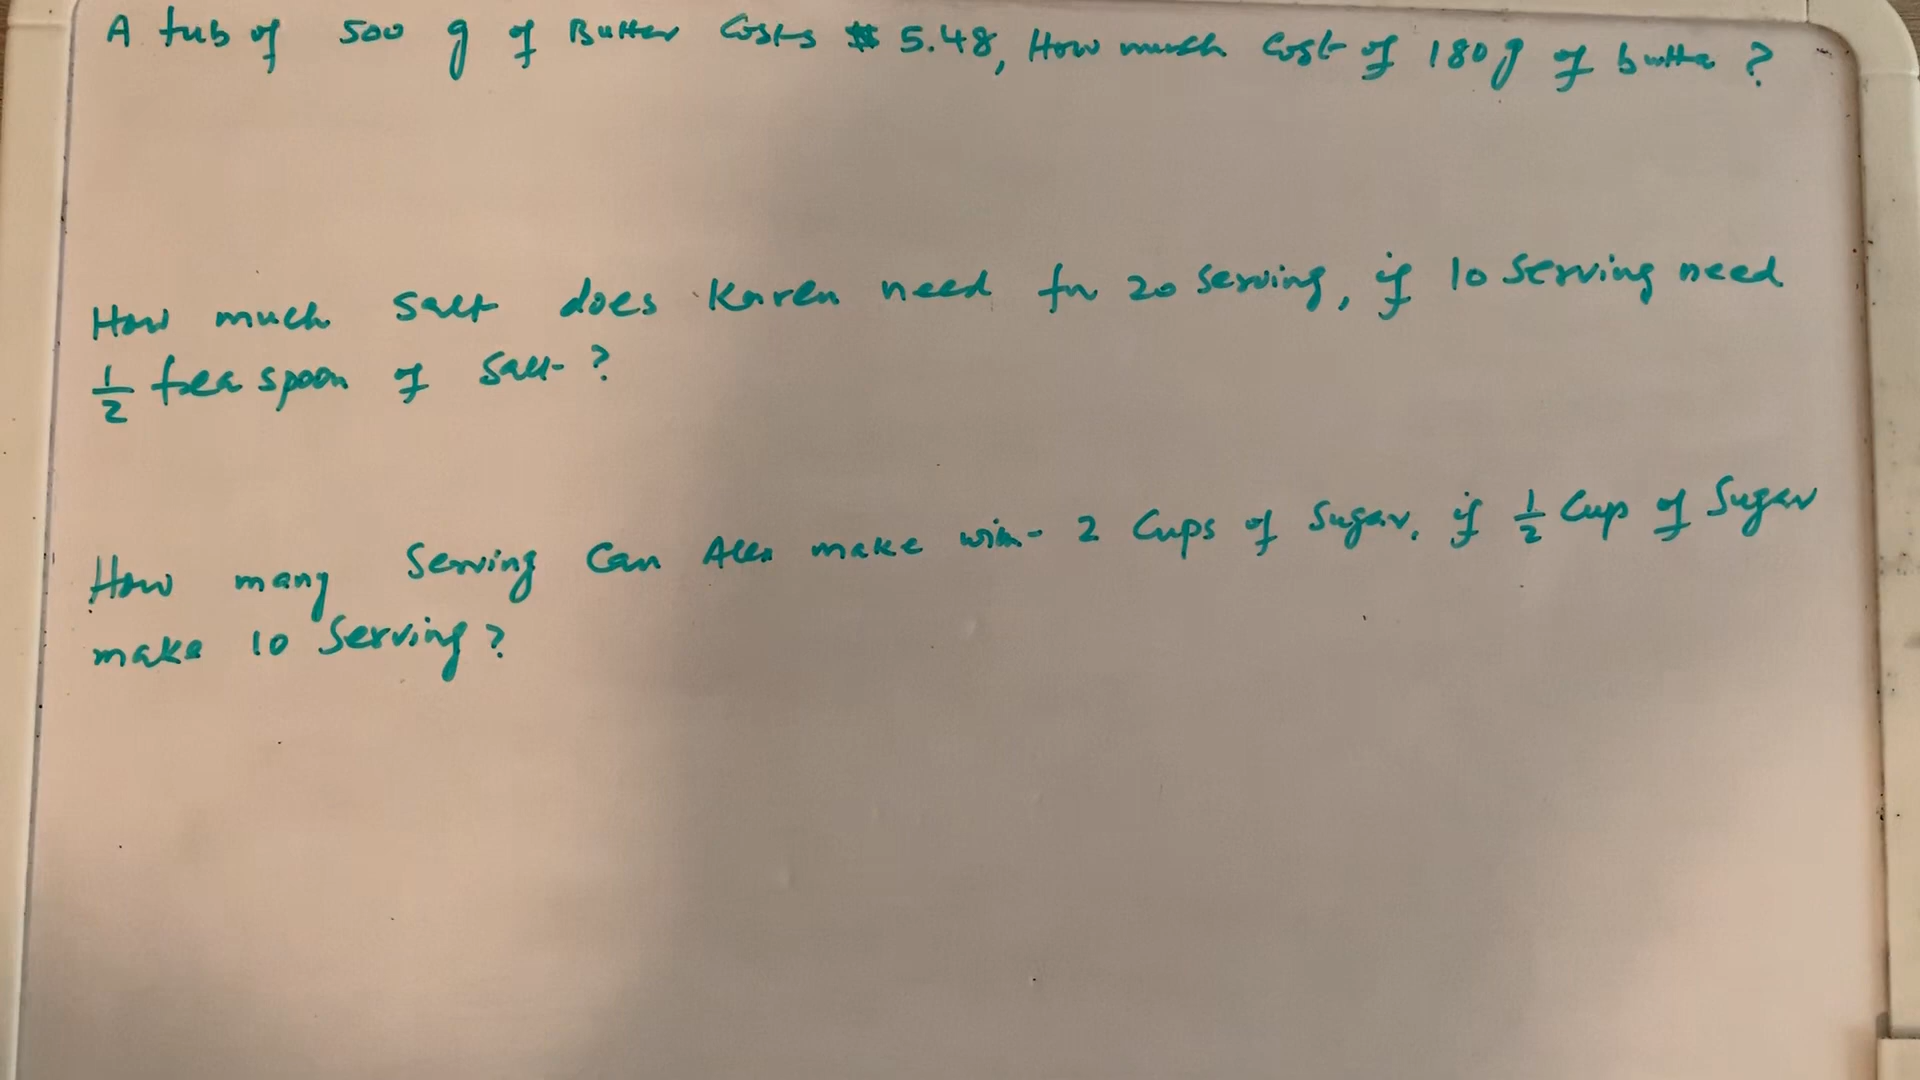 A tub of 500 g of Butter Costs $ 5.48, How much Cost of 180g of butter ?
How much Salt does Karen need for 20 Serving, if 10 Serving need
1/2 tea spoon of Salt ?
How many Serving Can Alex make with 2 Cups of Sugar, if 1/2 Cup of Sugar
make 10 Serving ?